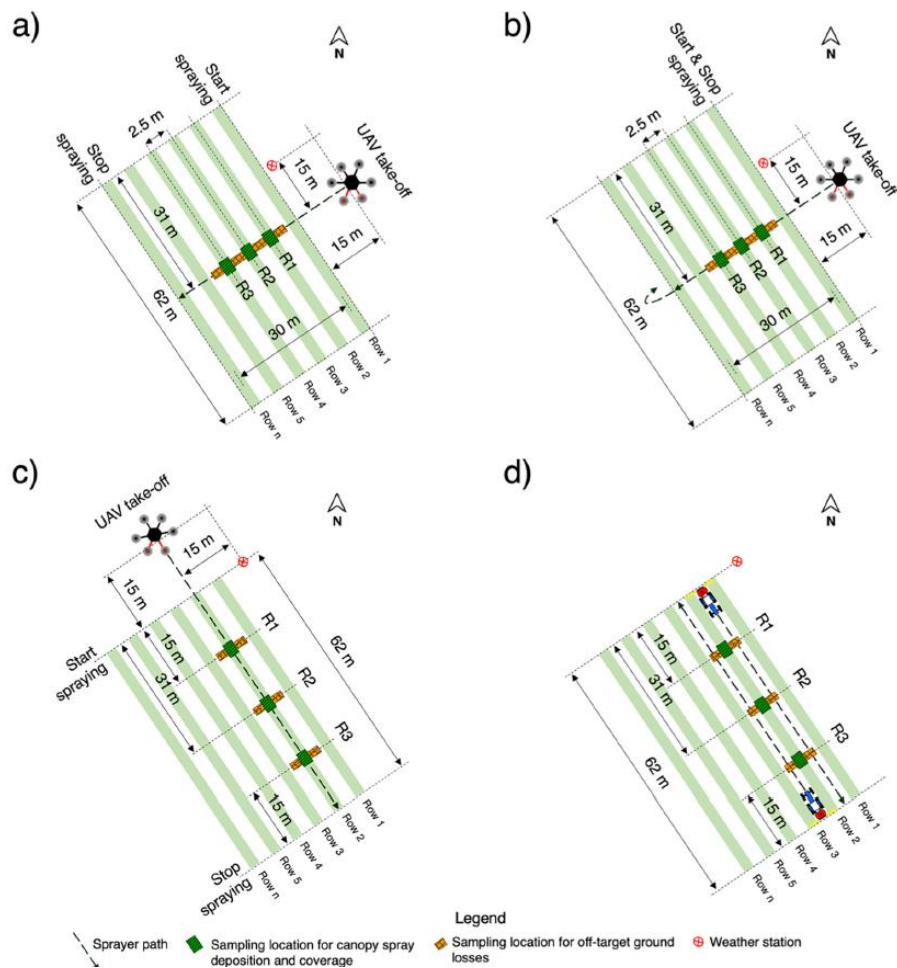 a)
N
Start
spraying
Stop
spraying
2.5 m
15 m
UAV take-off
31 m
15 m
R1
R2
R3
62 m
30 m
Row 1
Row 2
Row 3
Row 4
Row 5
Row n
b)
N
Start & Stop
spraying
2.5 m
15 m
UAV take-off
31 m
15 m
R1
R2
R3
62 m
30 m
Row 1
Row 2
Row 3
Row 4
Row 5
Row n
c)
N
UAV take-off
15 m
15 m
Start
spraying
15 m
31 m
R1
R2
R3
62 m
15 m
Stop
spraying
Row 1
Row 2
Row 3
Row 4
Row 5
Row n
d)
N
15 m
31 m
62 m
R1
R2
R3
15 m
Row 1
Row 2
Row 3
Row 4
Row 5
Row n
Legend
Sprayer path
Sampling location for canopy spray
deposition and coverage
Sampling location for off-target ground
losses
Weather station